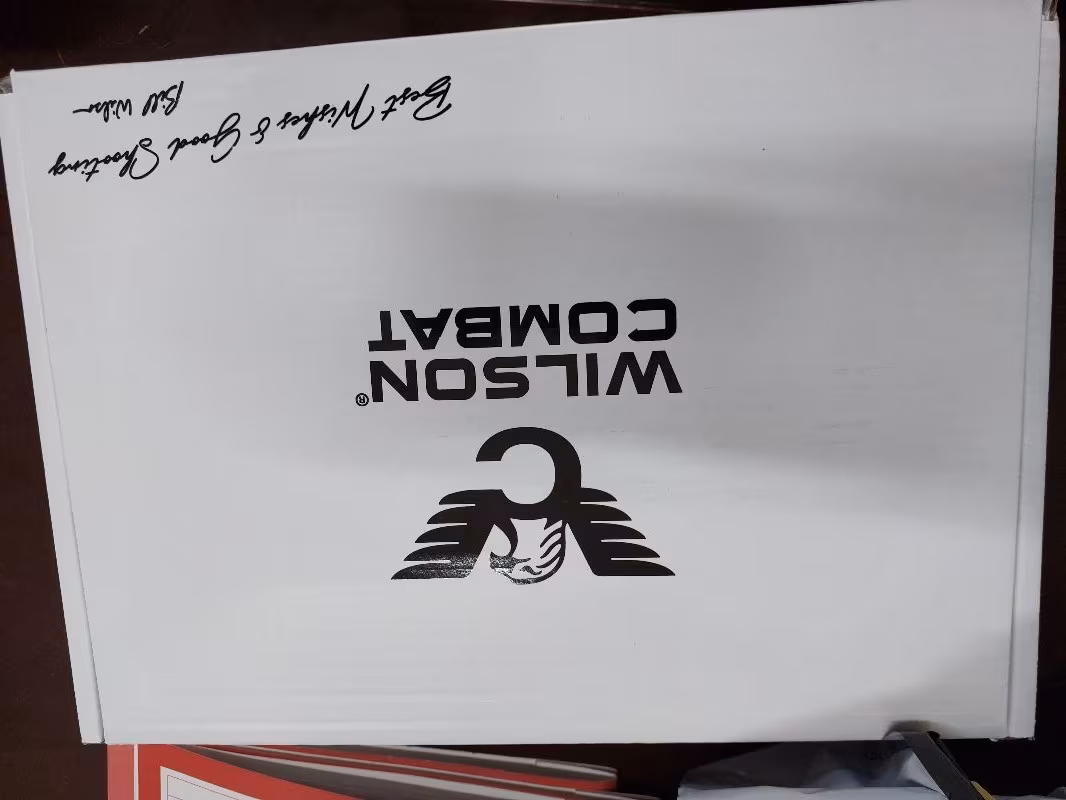 WILSON
COMBAT®
Best Wishes & Good Shooting
Bill Wilson